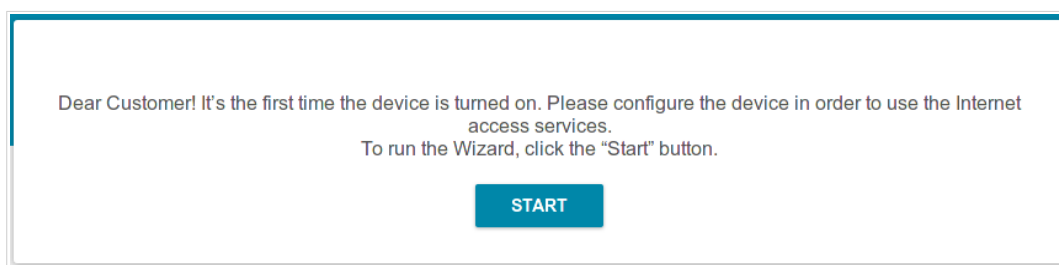 Dear Customer! It’s the first time the device is turned on. Please configure the device in order to use the Internet
access services.
To run the Wizard, click the “Start” button.
START